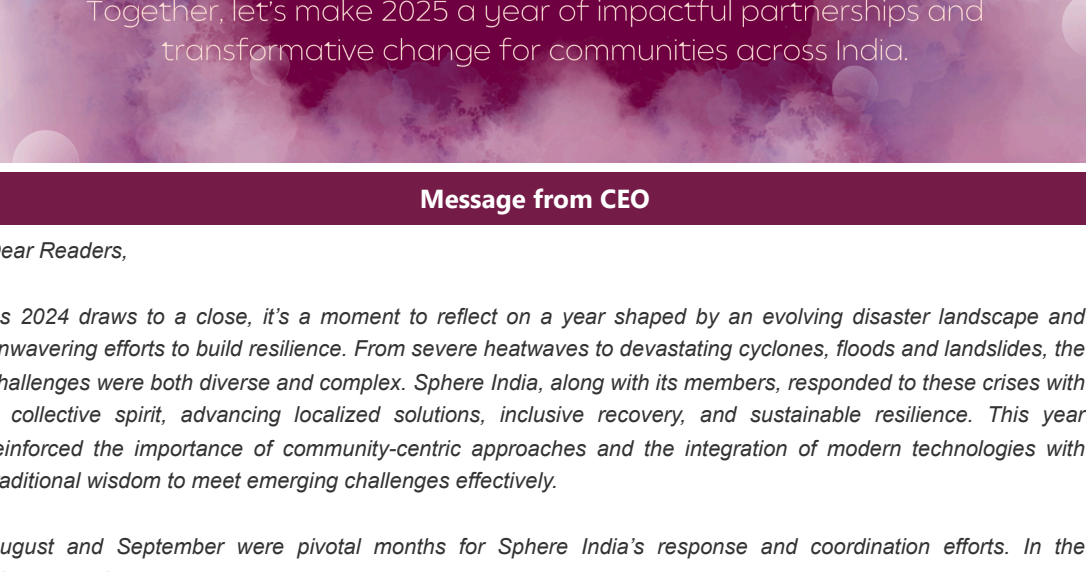 Together, let's make 2025 a year of impactful partnerships and
transformative change for communities across India.
Message from CEO
ear Readers,
s 2024 draws to a close, it's a moment to reflect on a year shaped by an evolving disaster landscape and
nwavering efforts to build resilience. From severe heatwaves to devastating cyclones, floods and landslides, the
hallenges were both diverse and complex. Sphere India, along with its members, responded to these crises with
collective spirit, advancing localized solutions, inclusive recovery, and sustainable resilience. This year
einforced the importance of community-centric approaches and the integration of modern technologies with
raditional wisdom to meet emerging challenges effectively.
ugust and September were pivotal months for Sphere India's response and coordination efforts. In the